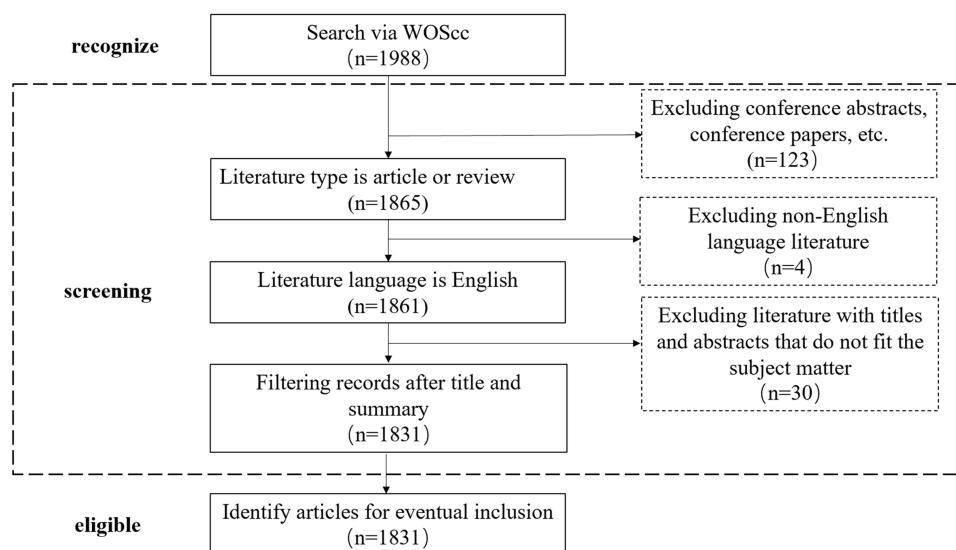 recognize
Search via WOScc
（n=1988）
Excluding conference abstracts,
conference papers, etc.
(n=123）
Literature type is article or review
(n=1865)
Excluding non-English
language literature
（n=4）
screening
Literature language is English
(n=1861)
Excluding literature with titles
and abstracts that do not fit the
subject matter
（n=30）
Filtering records after title and
summary
（n=1831）
eligible
Identify articles for eventual inclusion
（n=1831）